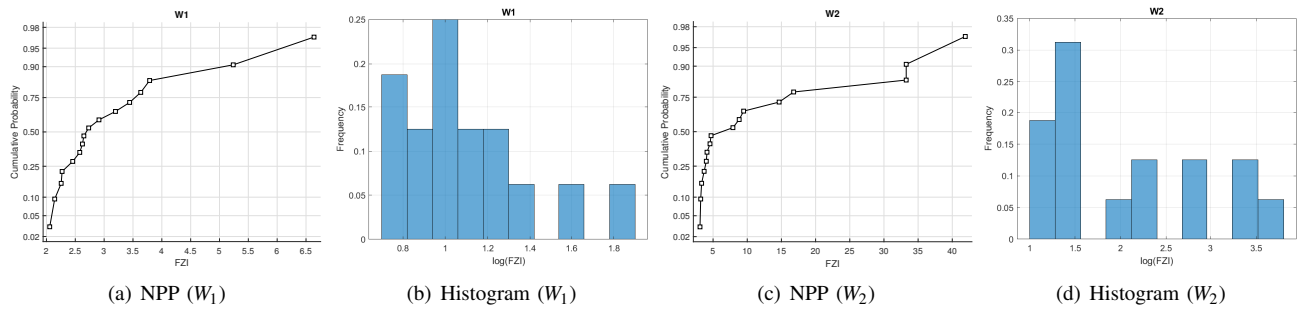 W1
0.98
0.95
0.90
0.75
0.50
0.25
0.10
0.05
0.02
Cumulative Probability
2 2.5 3 3.5 4 4.5 5 5.5 6 6.5
FZI
(a) NPP (W1)
W1
0.25
0.2
0.15
0.1
0.05
0
Frequency
0.8 1 1.2 1.4 1.6 1.8
log(FZI)
(b) Histogram (W1)
W2
0.98
0.95
0.90
0.75
0.50
0.25
0.10
0.05
0.02
Cumulative Probability
5 10 15 20 25 30 35 40
FZI
(c) NPP (W2)
W2
0.35
0.3
0.25
0.2
0.15
0.1
0.05
0
Frequency
1 1.5 2 2.5 3 3.5
log(FZI)
(d) Histogram (W2)